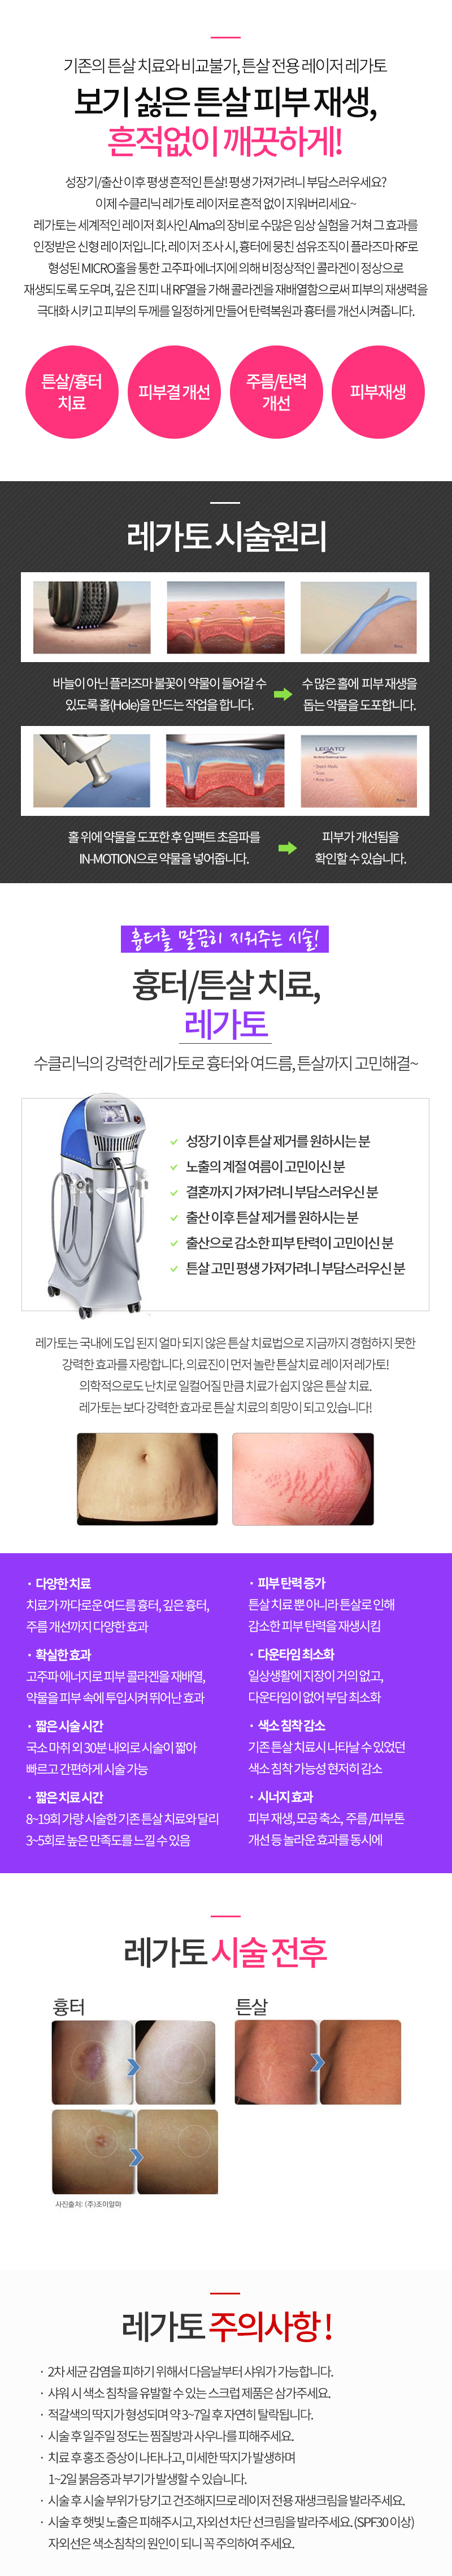 기존의 튼살 치료와 비교불가, 튼살 전용 레이저 레가토
보기 싫은 튼살 피부 재생,
흔적없이 깨끗하게!
성장기/출산 이후 평생 흔적인 튼살! 평생 가져가려니 부담스러우세요?
이제 수클리닉 레가토 레이저로 흔적 없이 지워버리세요~
레가토는 세계적인 레이저 회사인 Alma의 장비로 수많은 임상 실험을 거쳐 그 효과를
인정받은 신형 레이저입니다. 레이저 조사 시, 흉터에 뭉친 섬유조직이 플라즈마 RF로
형성된 MICRO홀을 통한 고주파 에너지에 의해 비정상적인 콜라겐이 정상으로
재생되도록 도우며, 깊은 진피 내 RF열을 가해 콜라겐을 재배열함으로써 피부의 재생력을
극대화 시키고 피부의 두께를 일정하게 만들어 탄력복원과 흉터를 개선시켜줍니다.
튼살/흉터
치료
피부결 개선
주름/탄력
개선
피부재생
레가토 시술원리
바늘이 아닌 플라즈마 불꽃이 약물이 들어갈 수
있도록 홀(Hole)을 만드는 작업을 합니다.
수 많은 홀에 피부 재생을
돕는 약물을 도포합니다.
LEGATO
홀 위에 약물을 도포한 후 임팩트 초음파를
IN-MOTION으로 약물을 넣어줍니다.
피부가 개선됨을
확인할 수 있습니다.
흉터를 말끔히 지워주는 시술!
흉터/튼살 치료,
레가토
수클리닉의 강력한 레가토로 흉터와 여드름, 튼살까지 고민해결~
성장기 이후 튼살 제거를 원하시는 분
노출의 계절 여름이 고민이신 분
결혼까지 가져가려니 부담스러우신 분
출산 이후 튼살 제거를 원하시는 분
출산으로 감소한 피부 탄력이 고민이신 분
튼살 고민 평생 가져가려니 부담스러우신 분
레가토는 국내에 도입 된지 얼마 되지 않은 튼살 치료법으로 지금까지 경험하지 못한
강력한 효과를 자랑합니다. 의료진이 먼저 놀란 튼살치료 레이저 레가토!
의학적으로도 난치로 일컬어질 만큼 치료가 쉽지 않은 튼살 치료.
레가토는 보다 강력한 효과로 튼살 치료의 희망이 되고 있습니다!
· 다양한 치료
치료가 까다로운 여드름 흉터, 깊은 흉터,
주름 개선까지 다양한 효과
· 확실한 효과
고주파 에너지로 피부 콜라겐을 재배열,
약물을 피부 속에 투입시켜 뛰어난 효과
· 짧은 시술 시간
국소 마취 외 30분 내외로 시술이 짧아
빠르고 간편하게 시술 가능
· 짧은 치료 시간
8~19회 가량 시술한 기존 튼살 치료와 달리
3~5회로 높은 만족도를 느낄 수 있음
· 피부 탄력 증가
튼살 치료 뿐 아니라 튼살로 인해
감소한 피부 탄력을 재생시킴
· 다운타임 최소화
일상생활에 지장이 거의 없고,
다운타임이 없어 부담 최소화
· 색소 침착 감소
기존 튼살 치료시 나타날 수 있었던
색소 침착 가능성 현저히 감소
· 시너지 효과
피부 재생, 모공 축소, 주름 /피부톤
개선 등 놀라운 효과를 동시에
레가토 시술 전후
흉터
튼살
사진출처: (주)조이알마
레가토 주의사항 !
· 2차 세균 감염을 피하기 위해서 다음날부터 샤워가 가능합니다.
· 샤워 시 색소 침착을 유발할 수 있는 스크럽 제품은 삼가주세요.
· 적갈색의 딱지가 형성되며 약 3~7일 후 자연히 탈락됩니다.
· 시술 후 일주일 정도는 찜질방과 사우나를 피해주세요.
· 치료 후 홍조 증상이 나타나고, 미세한 딱지가 발생하며
1~2일 붉음증과 부기가 발생할 수 있습니다.
· 시술 후 시술 부위가 당기고 건조해지므로 레이저 전용 재생크림을 발라주세요.
· 시술 후 햇빛 노출은 피해주시고, 자외선 차단 선크림을 발라주세요. (SPF30 이상)
자외선은 색소침착의 원인이 되니 꼭 주의하여 주세요.